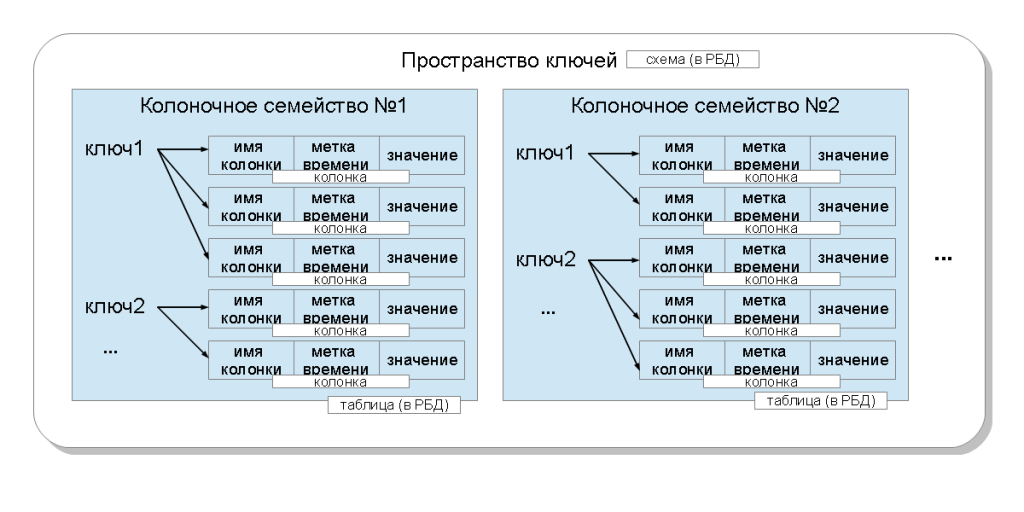 Пространство ключей схема (в РБД)
Колоночное семейство №1
ключ1
имя колонки метка времени значение
колонка
имя колонки метка времени значение
колонка
имя колонки метка времени значение
колонка
ключ2
имя колонки метка времени значение
колонка
...
имя колонки метка времени значение
колонка
таблица (в РБД)
Колоночное семейство №2
ключ1
имя колонки метка времени значение
колонка
имя колонки метка времени значение
колонка
ключ2
имя колонки метка времени значение
колонка
...
имя колонки метка времени значение
колонка
имя колонки метка времени значение
колонка
таблица (в РБД)
...